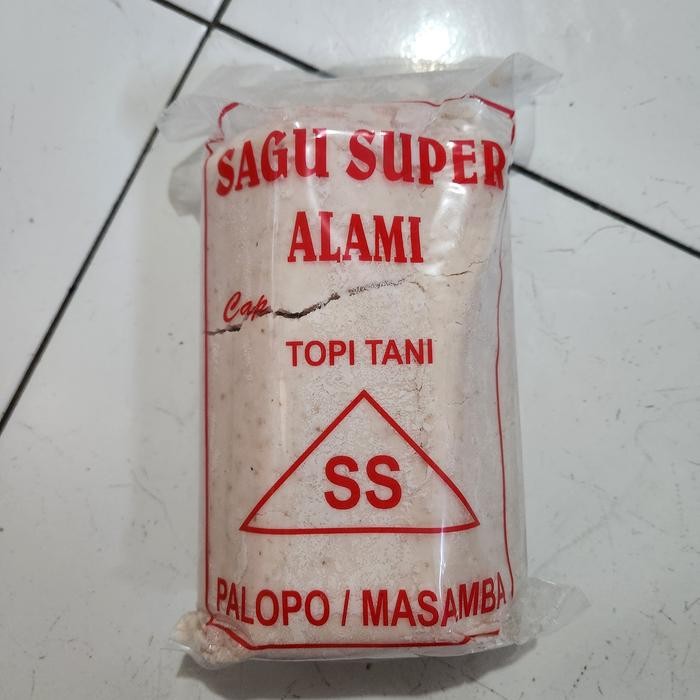 SAGU SUPER
ALAMI
Cap
TOPI TANI
SS
PALOPO / MASAMBA